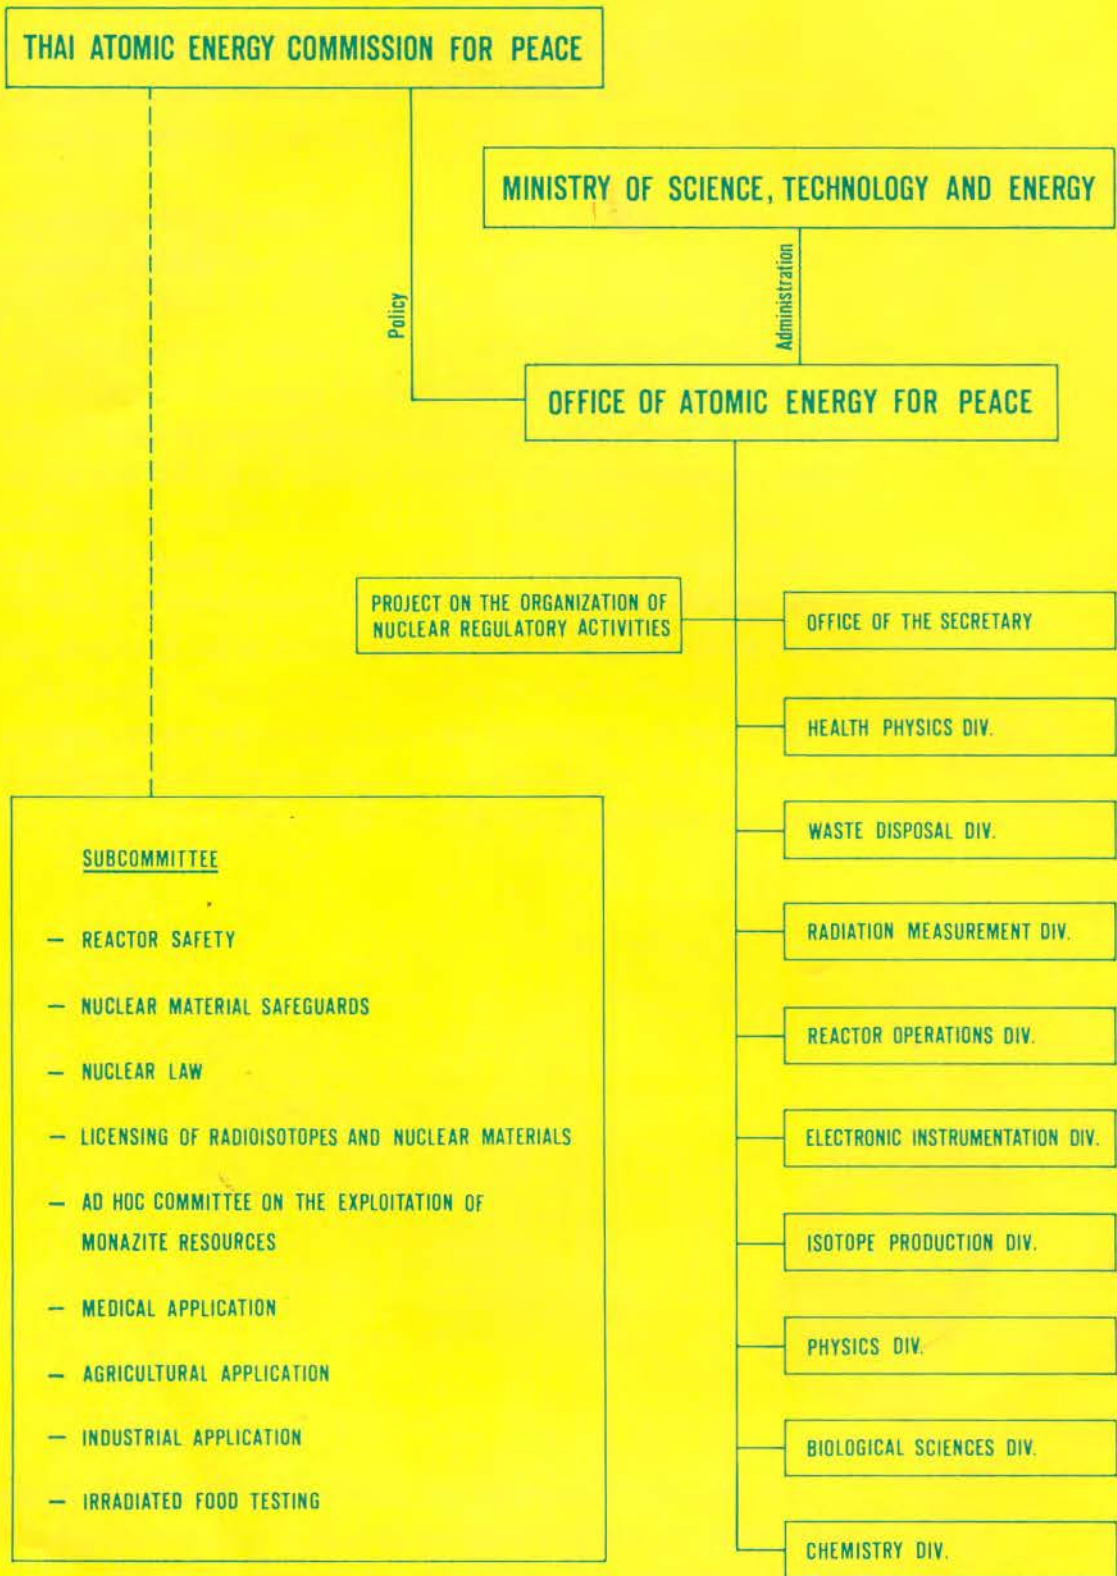 THAI ATOMIC ENERGY COMMISSION FOR PEACE
MINISTRY OF SCIENCE, TECHNOLOGY AND ENERGY
Policy
Administration
OFFICE OF ATOMIC ENERGY FOR PEACE
PROJECT ON THE ORGANIZATION OF
NUCLEAR REGULATORY ACTIVITIES
OFFICE OF THE SECRETARY
HEALTH PHYSICS DIV.
WASTE DISPOSAL DIV.
RADIATION MEASUREMENT DIV.
REACTOR OPERATIONS DIV.
ELECTRONIC INSTRUMENTATION DIV.
ISOTOPE PRODUCTION DIV.
PHYSICS DIV.
BIOLOGICAL SCIENCES DIV.
CHEMISTRY DIV.
SUBCOMMITTEE
— REACTOR SAFETY
— NUCLEAR MATERIAL SAFEGUARDS
— NUCLEAR LAW
— LICENSING OF RADIOISOTOPES AND NUCLEAR MATERIALS
— AD HOC COMMITTEE ON THE EXPLOITATION OF
MONAZITE RESOURCES
— MEDICAL APPLICATION
— AGRICULTURAL APPLICATION
— INDUSTRIAL APPLICATION
— IRRADIATED FOOD TESTING